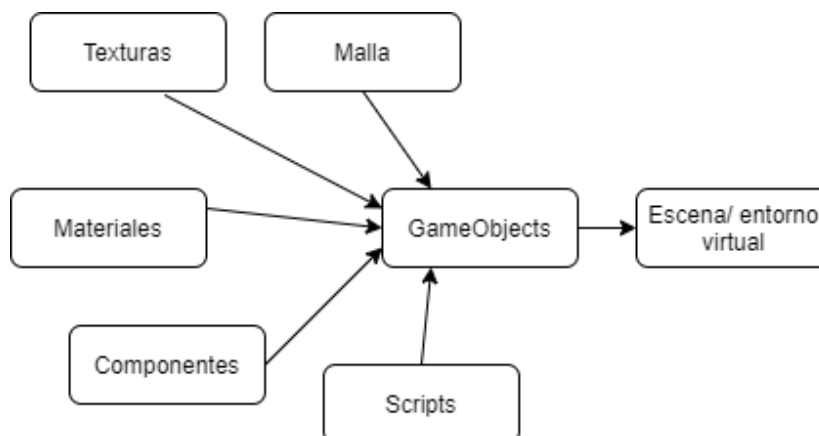 Texturas
Malla
Materiales
GameObjects
Escena/ entorno
virtual
Componentes
Scripts